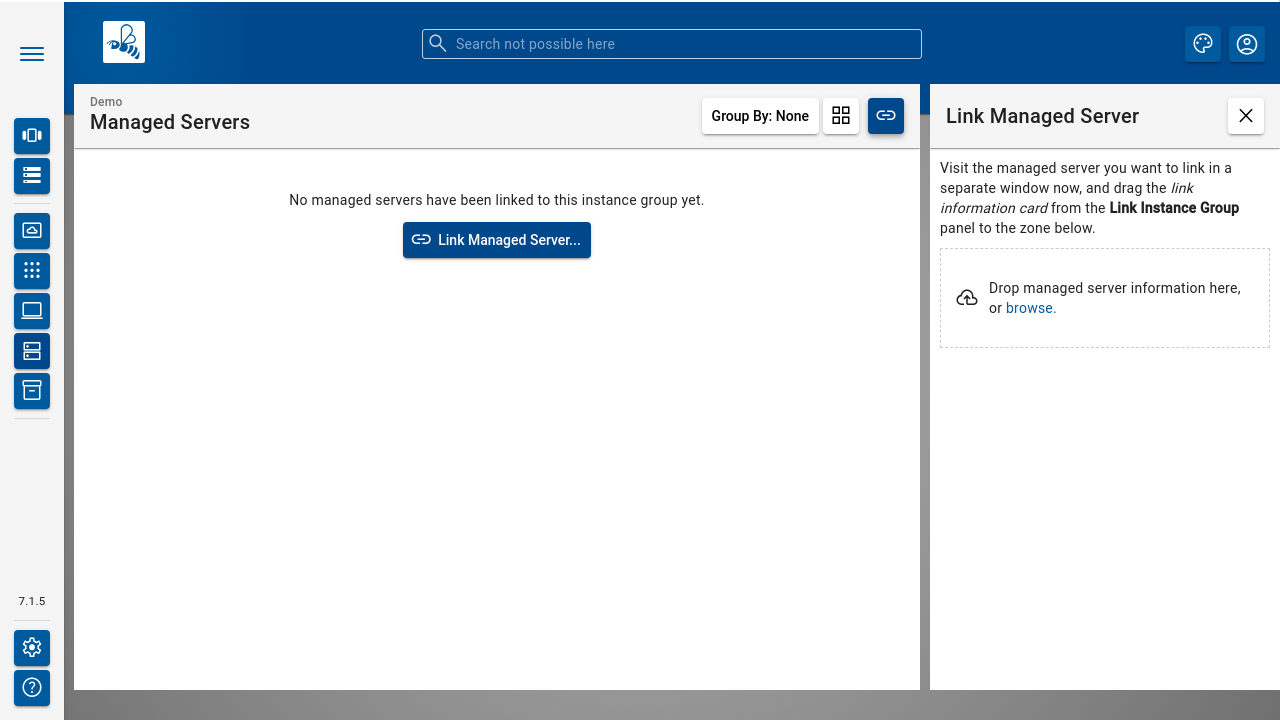 Search not possible here
Demo
Managed Servers
Group By: None
No managed servers have been linked to this instance group yet.
Link Managed Server...
Link Managed Server
Visit the managed server you want to link in a
separate window now, and drag the link
information card from the Link Instance Group
panel to the zone below.
Drop managed server information here,
or browse.
7.1.5